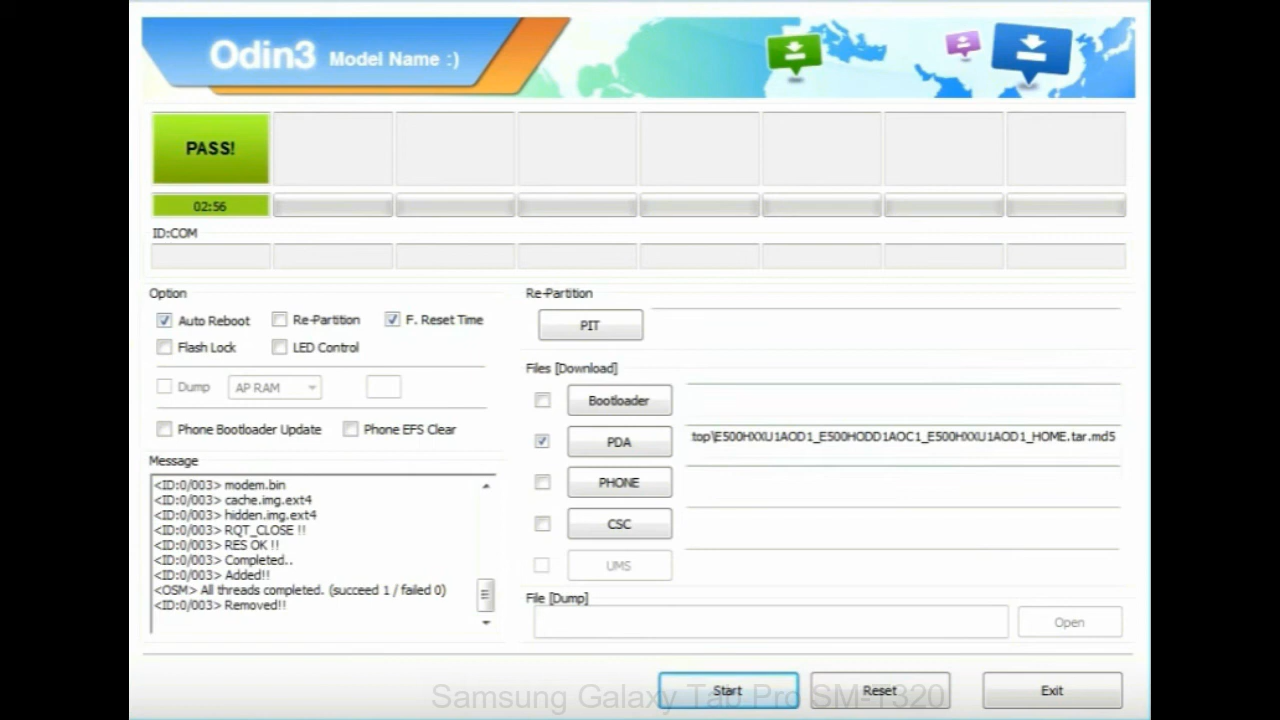 Odin3 Model Name :)
PASS!
02:56
ID:COM
Option
Auto Reboot Re-Partition F. Reset Time
Flash Lock LED Control
Dump AP RAM
Phone Bootloader Update Phone EFS Clear
Message
<ID:0/003> modem.bin
<ID:0/003> cache.img.ext4
<ID:0/003> hidden.img.ext4
<ID:0/003> RQT_CLOSE !!
<ID:0/003> RES OK !!
<ID:0/003> Completed..
<ID:0/003> Added!!
<OSM> All threads completed. (succeed 1 / failed 0)
<ID:0/003> Removed!!
Re-Partition
PIT
Files [Download]
Bootloader
PDA top\E500HXXU1AOD1_E500HODD1AOC1_E500HXXU1AOD1_HOME.tar.md5
PHONE
CSC
UMS
File [Dump]
Open
Start Reset Exit
Samsung Galaxy Tab Pro SM-T320